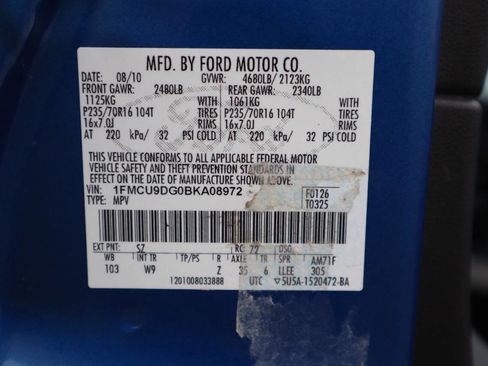 MFD. BY FORD MOTOR CO.
DATE: 08/10 GVWR: 4680LB/ 2123KG
FRONT GAWR: 2480LB REAR GAWR: 2340LB
1125KG WITH 1061KG WITH
P235/70R16 104T TIRES P235/70R16 104T TIRES
16x7.0J RIMS 16x7.0J RIMS
AT 220 kPa/ 32 PSI COLD AT 220 kPa/ 32 PSI COLD
THIS VEHICLE CONFORMS TO ALL APPLICABLE FEDERAL MOTOR
VEHICLE SAFETY AND THEFT PREVENTION STANDARDS IN
EFFECT ON THE DATE OF MANUFACTURE SHOWN ABOVE.
VIN: 1FMCU9DG0BKA08972 F0126
TYPE: MPV T0325
EXT PNT: SZ RC: 72 DSO:
WB INT TR TP/PS R AXLE TR SPR AM71F
103 W9 Z 35 6 LLEE 305
1201008033888 UTC ▽5U5A-1520472-BA